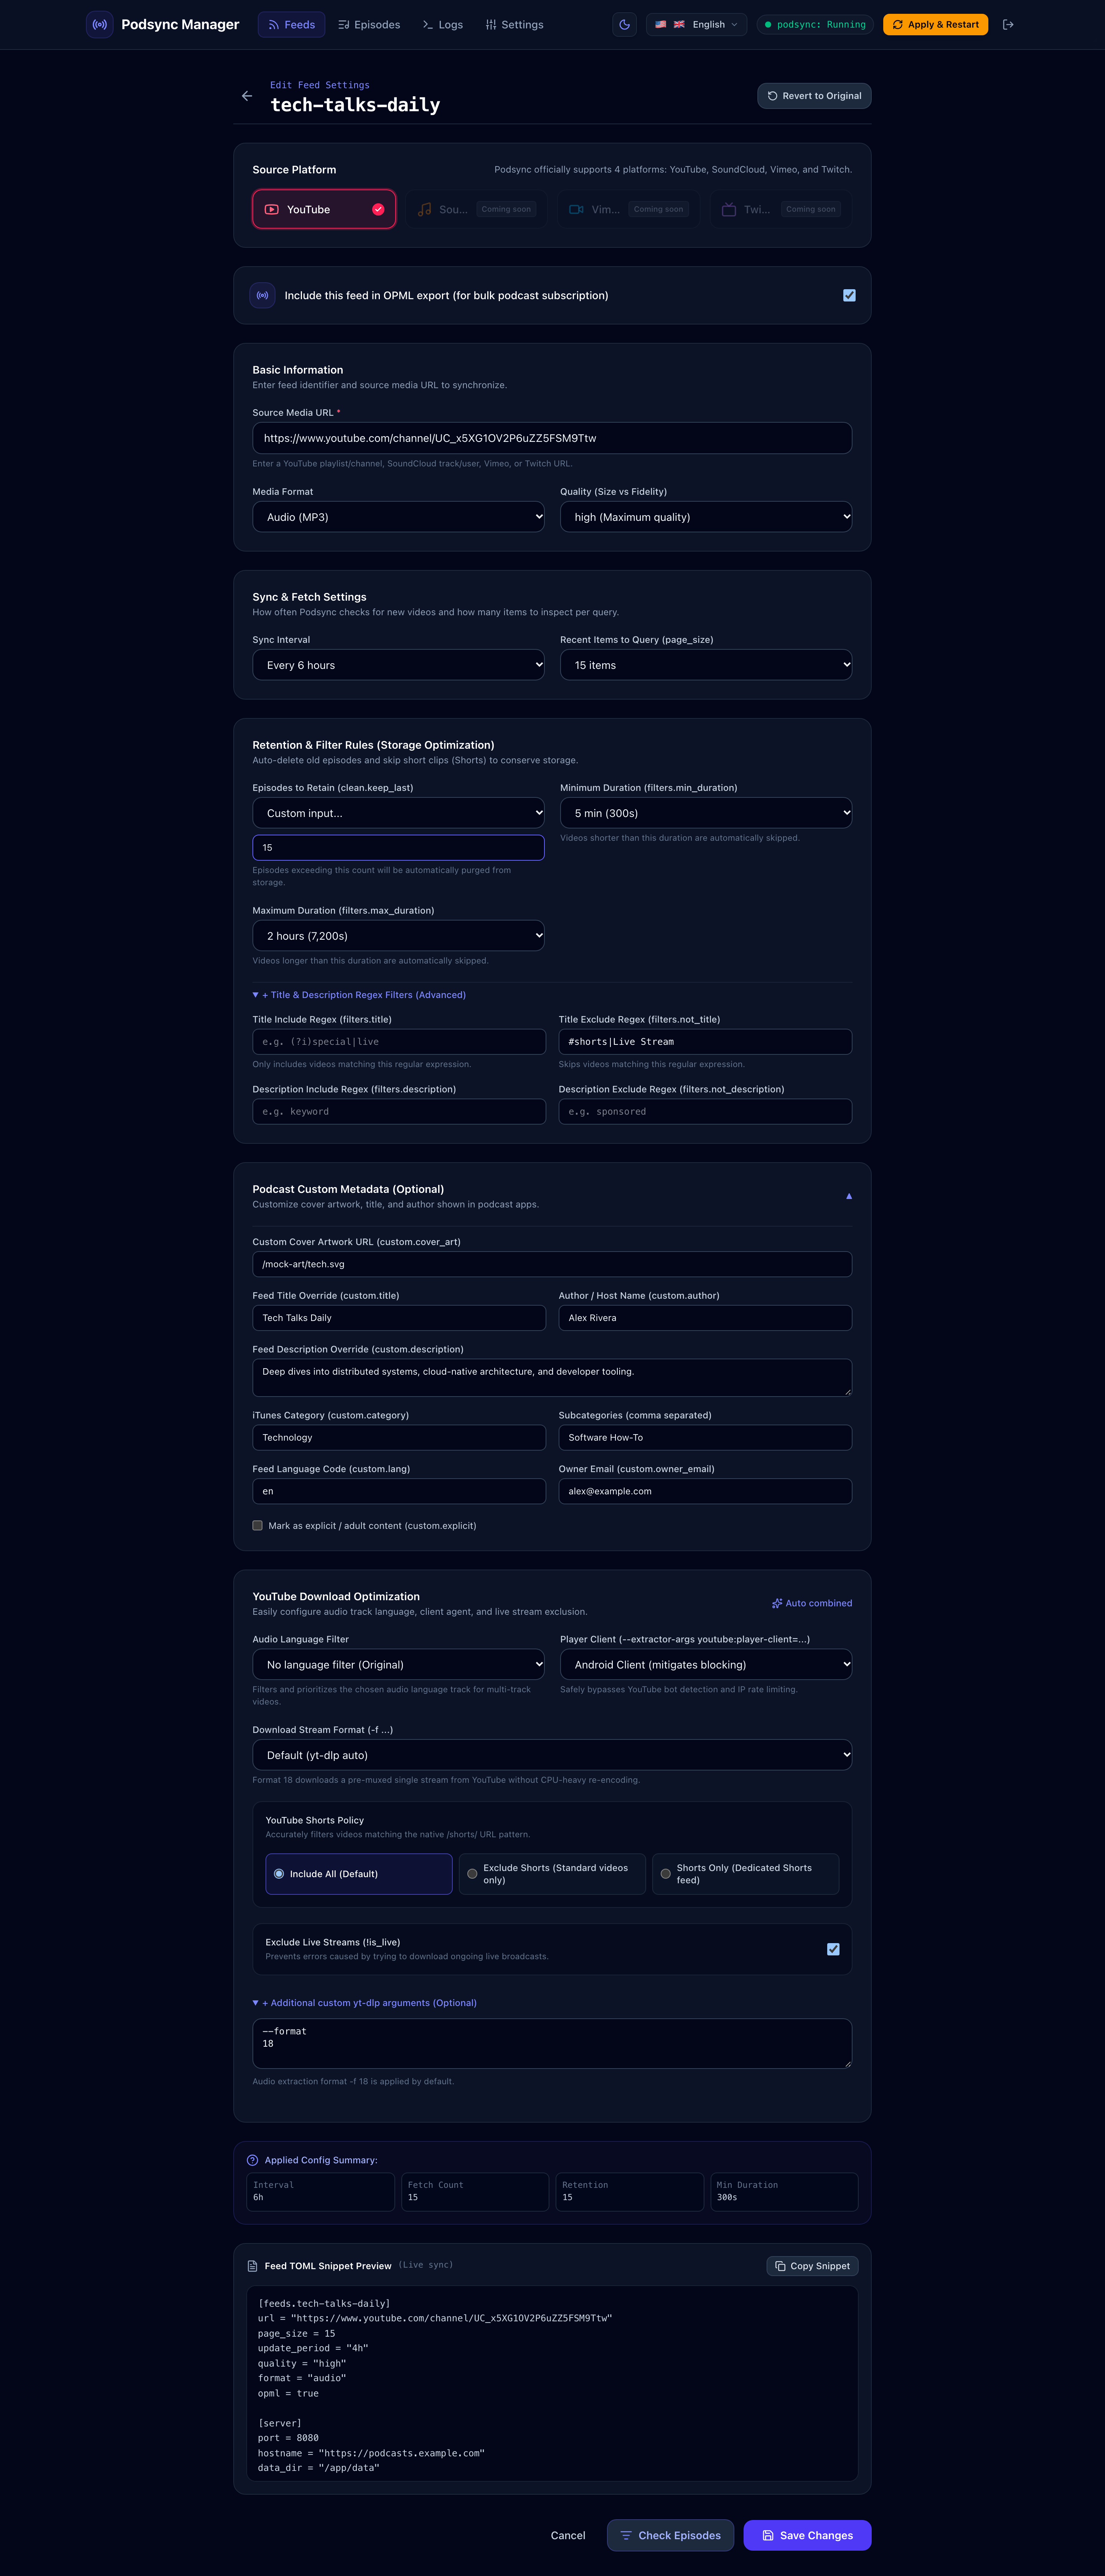 Podsync Manager
Feeds
Episodes
Logs
Settings
English
podsync: Running
Apply & Restart
Edit Feed Settings
tech-talks-daily
Revert to Original
Source Platform
Podsync officially supports 4 platforms: YouTube, SoundCloud, Vimeo, and Twitch.
YouTube
Sou...
Coming soon
Vim...
Coming soon
Twi...
Coming soon
Include this feed in OPML export (for bulk podcast subscription)
Basic Information
Enter feed identifier and source media URL to synchronize.
Source Media URL *
https://www.youtube.com/channel/UC_x5XG1OV2P6uZZ5FSM9Ttw
Enter a YouTube playlist/channel, SoundCloud track/user, Vimeo, or Twitch URL.
Media Format
Quality (Size vs Fidelity)
Audio (MP3)
high (Maximum quality)
Sync & Fetch Settings
How often Podsync checks for new videos and how many items to inspect per query.
Sync Interval
Recent Items to Query (page_size)
Every 6 hours
15 items
Retention & Filter Rules (Storage Optimization)
Auto-delete old episodes and skip short clips (Shorts) to conserve storage.
Episodes to Retain (clean.keep_last)
Minimum Duration (filters.min_duration)
Custom input...
5 min (300s)
15
Videos shorter than this duration are automatically skipped.
Episodes exceeding this count will be automatically purged from
storage.
Maximum Duration (filters.max_duration)
2 hours (7,200s)
Videos longer than this duration are automatically skipped.
▼ + Title & Description Regex Filters (Advanced)
Title Include Regex (filters.title)
Title Exclude Regex (filters.not_title)
e.g. (?i)special|live
#shorts|Live Stream
Only includes videos matching this regular expression.
Skips videos matching this regular expression.
Description Include Regex (filters.description)
Description Exclude Regex (filters.not_description)
e.g. keyword
e.g. sponsored
Podcast Custom Metadata (Optional)
Customize cover artwork, title, and author shown in podcast apps.
▲
Custom Cover Artwork URL (custom.cover_art)
/mock-art/tech.svg
Feed Title Override (custom.title)
Author / Host Name (custom.author)
Tech Talks Daily
Alex Rivera
Feed Description Override (custom.description)
Deep dives into distributed systems, cloud-native architecture, and developer tooling.
iTunes Category (custom.category)
Subcategories (comma separated)
Technology
Software How-To
Feed Language Code (custom.lang)
Owner Email (custom.owner_email)
en
alex@example.com
Mark as explicit / adult content (custom.explicit)
YouTube Download Optimization
Easily configure audio track language, client agent, and live stream exclusion.
Auto combined
Audio Language Filter
Player Client (--extractor-args youtube:player-client=...)
No language filter (Original)
Android Client (mitigates blocking)
Filters and prioritizes the chosen audio language track for multi-track
videos.
Safely bypasses YouTube bot detection and IP rate limiting.
Download Stream Format (-f ...)
Default (yt-dlp auto)
Format 18 downloads a pre-muxed single stream from YouTube without CPU-heavy re-encoding.
YouTube Shorts Policy
Accurately filters videos matching the native /shorts/ URL pattern.
Include All (Default)
Exclude Shorts (Standard videos
only)
Shorts Only (Dedicated Shorts
feed)
Exclude Live Streams (!is_live)
Prevents errors caused by trying to download ongoing live broadcasts.
▼ + Additional custom yt-dlp arguments (Optional)
--format
18
Audio extraction format -f 18 is applied by default.
Applied Config Summary:
Interval
6h
Fetch Count
15
Retention
15
Min Duration
300s
Feed TOML Snippet Preview (Live sync)
Copy Snippet
[feeds.tech-talks-daily]
url = "https://www.youtube.com/channel/UC_x5XG1OV2P6uZZ5FSM9Ttw"
page_size = 15
update_period = "4h"
quality = "high"
format = "audio"
opml = true
[server]
port = 8080
hostname = "https://podcasts.example.com"
data_dir = "/app/data"
Cancel
Check Episodes
Save Changes